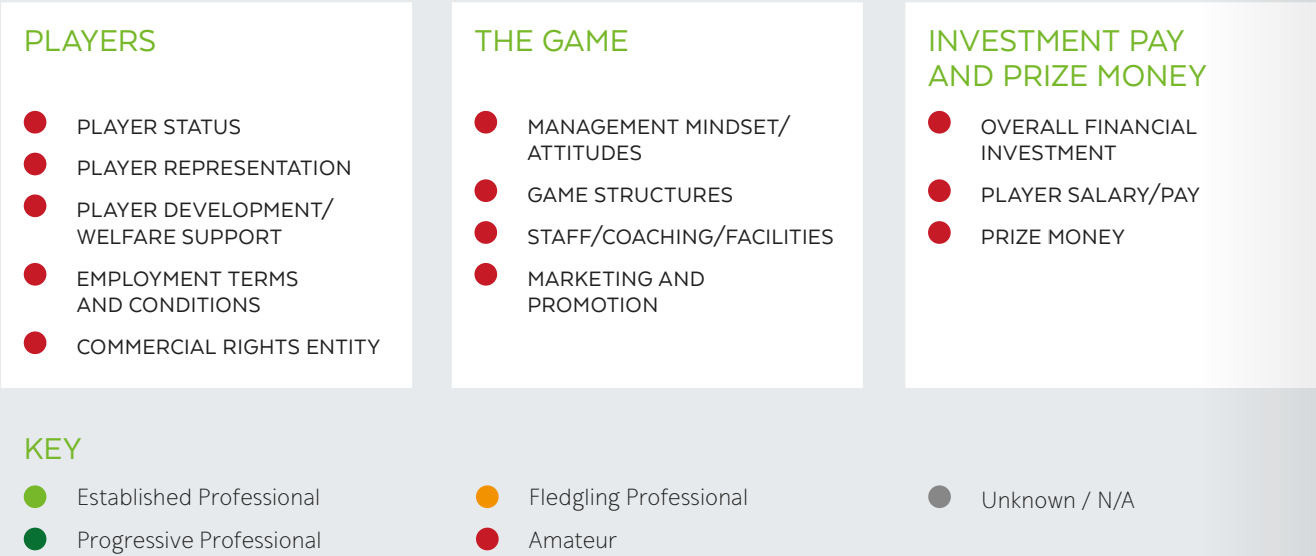 PLAYERS
PLAYER STATUS
PLAYER REPRESENTATION
PLAYER DEVELOPMENT/
WELFARE SUPPORT
EMPLOYMENT TERMS
AND CONDITIONS
COMMERCIAL RIGHTS ENTITY
THE GAME
MANAGEMENT MINDSET/
ATTITUDES
GAME STRUCTURES
STAFF/COACHING/FACILITIES
MARKETING AND
PROMOTION
INVESTMENT PAY
AND PRIZE MONEY
OVERALL FINANCIAL
INVESTMENT
PLAYER SALARY/PAY
PRIZE MONEY
KEY
Established Professional
Progressive Professional
Fledgling Professional
Amateur
Unknown / N/A